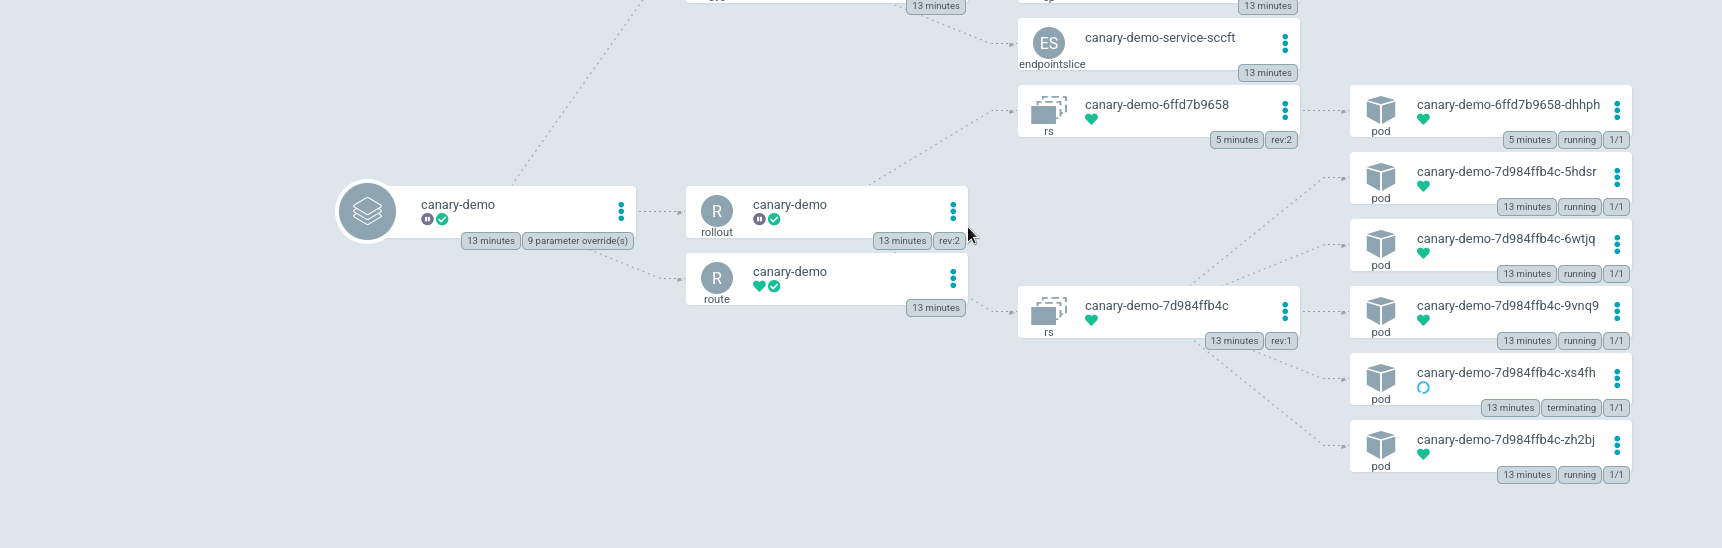 13 minutes
13 minutes
ES
endpointslice
canary-demo-service-sccft
13 minutes
rs
canary-demo-6ffd7b9658
5 minutes
rev:2
pod
canary-demo-6ffd7b9658-dhhph
5 minutes
running
1/1
pod
canary-demo-7d984ffb4c-5hdsr
13 minutes
running
1/1
canary-demo
13 minutes
9 parameter override(s)
R
rollout
canary-demo
13 minutes
rev:2
pod
canary-demo-7d984ffb4c-6wtjq
13 minutes
running
1/1
R
route
canary-demo
13 minutes
rs
canary-demo-7d984ffb4c
13 minutes
rev:1
pod
canary-demo-7d984ffb4c-9vnq9
13 minutes
running
1/1
pod
canary-demo-7d984ffb4c-xs4fh
13 minutes
terminating
1/1
pod
canary-demo-7d984ffb4c-zh2bj
13 minutes
running
1/1